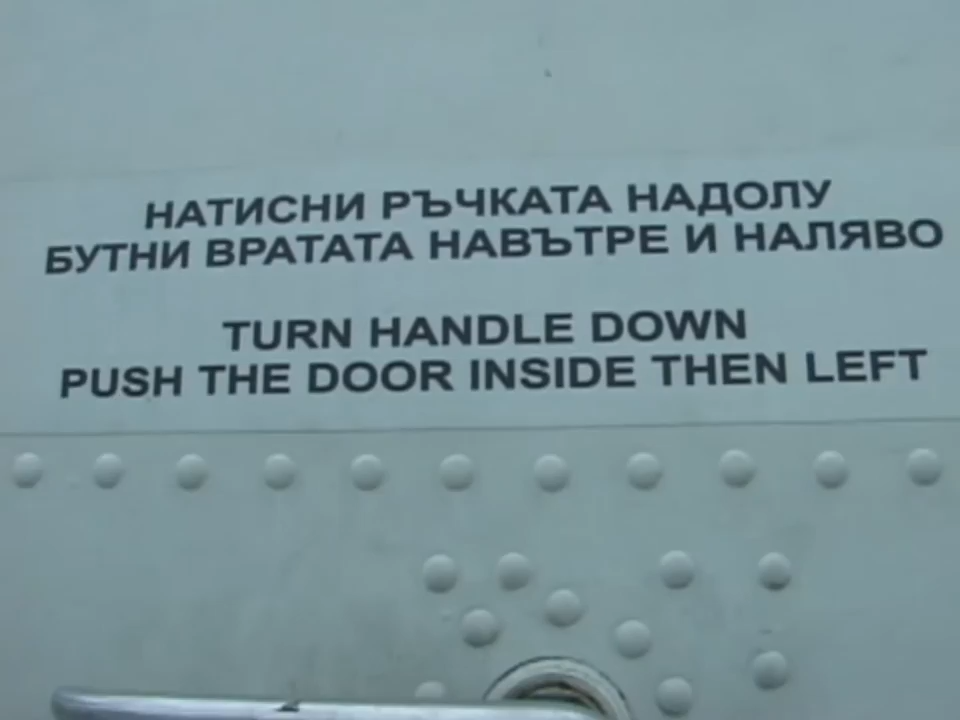 НАТИСНИ РЪЧКАТА НАДОЛУ
БУТНИ ВРАТАТА НАВЪТРЕ И НАЛЯВО
TURN HANDLE DOWN
PUSH THE DOOR INSIDE THEN LEFT